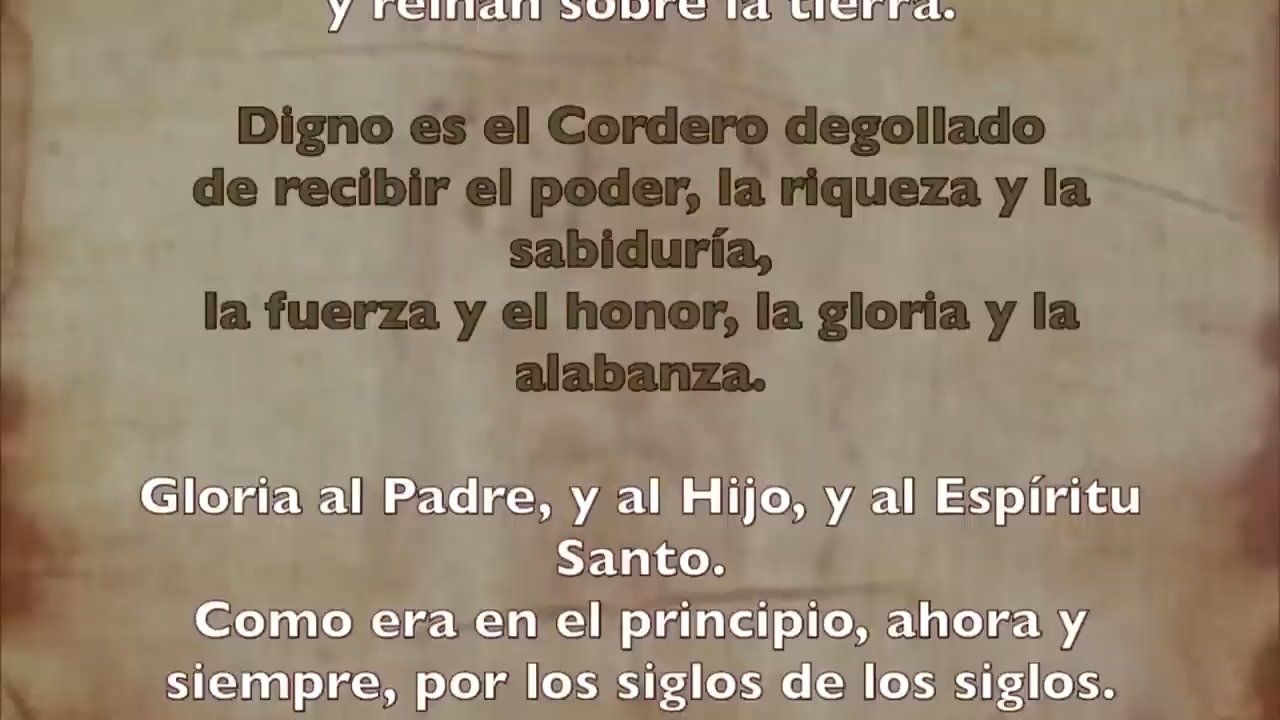 y reinan sobre la tierra.
Digno es el Cordero degollado
de recibir el poder, la riqueza y la
sabiduría,
la fuerza y el honor, la gloria y la
alabanza.
Gloria al Padre, y al Hijo, y al Espíritu
Santo.
Como era en el principio, ahora y
siempre, por los siglos de los siglos.